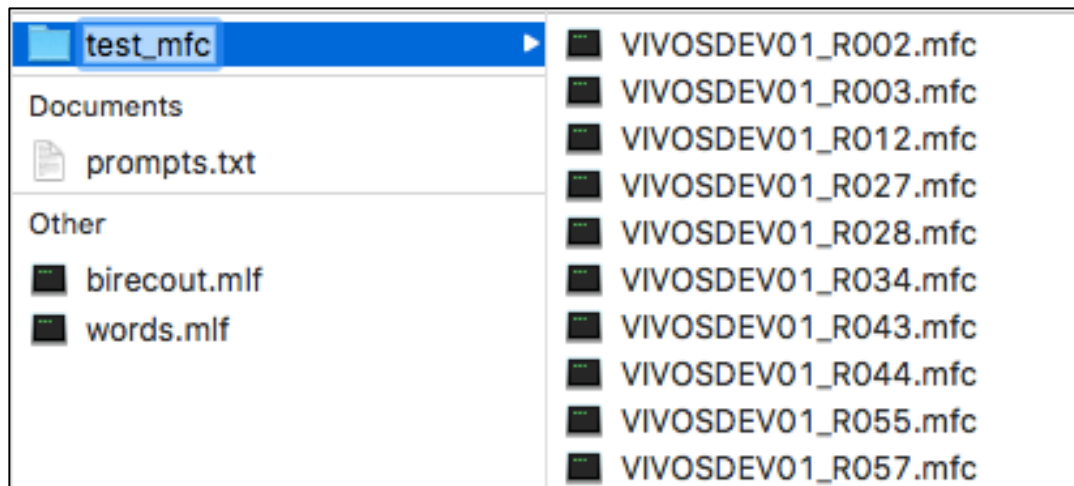 test_mfc
Documents
prompts.txt
Other
birecout.mlf
words.mlf
VIVOSDEV01_R002.mfc
VIVOSDEV01_R003.mfc
VIVOSDEV01_R012.mfc
VIVOSDEV01_R027.mfc
VIVOSDEV01_R028.mfc
VIVOSDEV01_R034.mfc
VIVOSDEV01_R043.mfc
VIVOSDEV01_R044.mfc
VIVOSDEV01_R055.mfc
VIVOSDEV01_R057.mfc